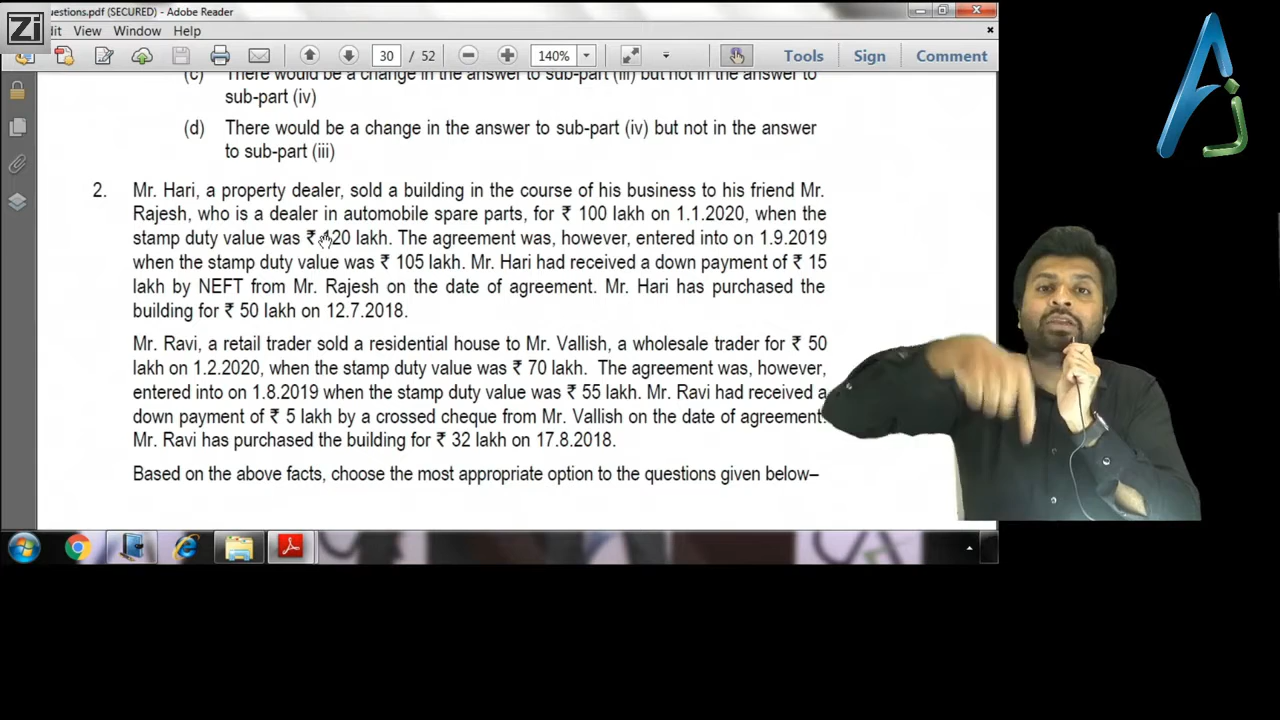 Zi
estions.pdf (SECURED) - Adobe Reader
dit View Window Help
30 / 52 140% Tools Sign Comment
(c) There would be a change in the answer to sub-part (iii) but not in the answer to
sub-part (iv)
(d) There would be a change in the answer to sub-part (iv) but not in the answer
to sub-part (iii)
2. Mr. Hari, a property dealer, sold a building in the course of his business to his friend Mr.
Rajesh, who is a dealer in automobile spare parts, for ₹ 100 lakh on 1.1.2020, when the
stamp duty value was ₹ 20 lakh. The agreement was, however, entered into on 1.9.2019
when the stamp duty value was ₹ 105 lakh. Mr. Hari had received a down payment of ₹ 15
lakh by NEFT from Mr. Rajesh on the date of agreement. Mr. Hari has purchased the
building for ₹ 50 lakh on 12.7.2018.
Mr. Ravi, a retail trader sold a residential house to Mr. Vallish, a wholesale trader for ₹ 50
lakh on 1.2.2020, when the stamp duty value was ₹ 70 lakh. The agreement was, however,
entered into on 1.8.2019 when the stamp duty value was ₹ 55 lakh. Mr. Ravi had received a
down payment of ₹ 5 lakh by a crossed cheque from Mr. Vallish on the date of agreement.
Mr. Ravi has purchased the building for ₹ 32 lakh on 17.8.2018.
Based on the above facts, choose the most appropriate option to the questions given below–